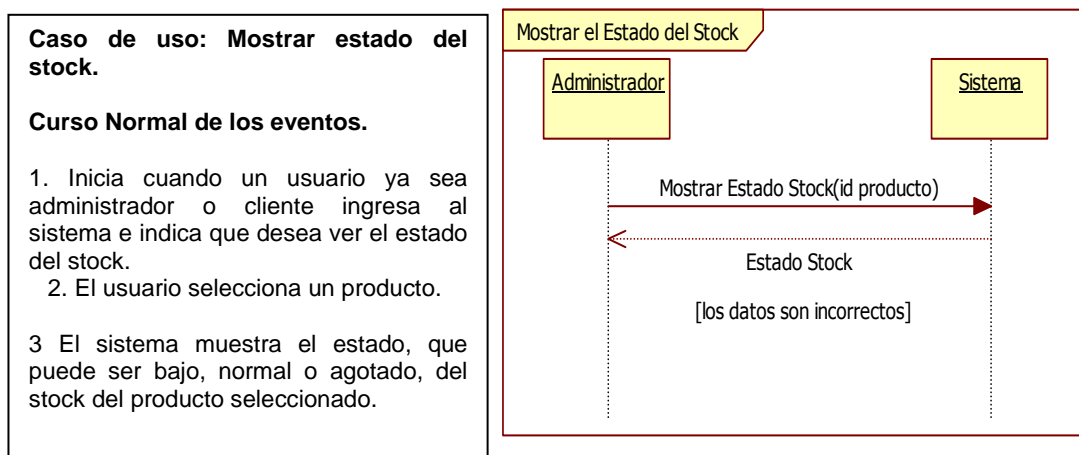 Caso de uso: Mostrar estado del
stock.
Curso Normal de los eventos.
1. Inicia cuando un usuario ya sea
administrador o cliente ingresa al
sistema e indica que desea ver el estado
del stock.
2. El usuario selecciona un producto.
3 El sistema muestra el estado, que
puede ser bajo, normal o agotado, del
stock del producto seleccionado.
Mostrar el Estado del Stock
Administrador
Sistema
Mostrar Estado Stock(id producto)
Estado Stock
[los datos son incorrectos]